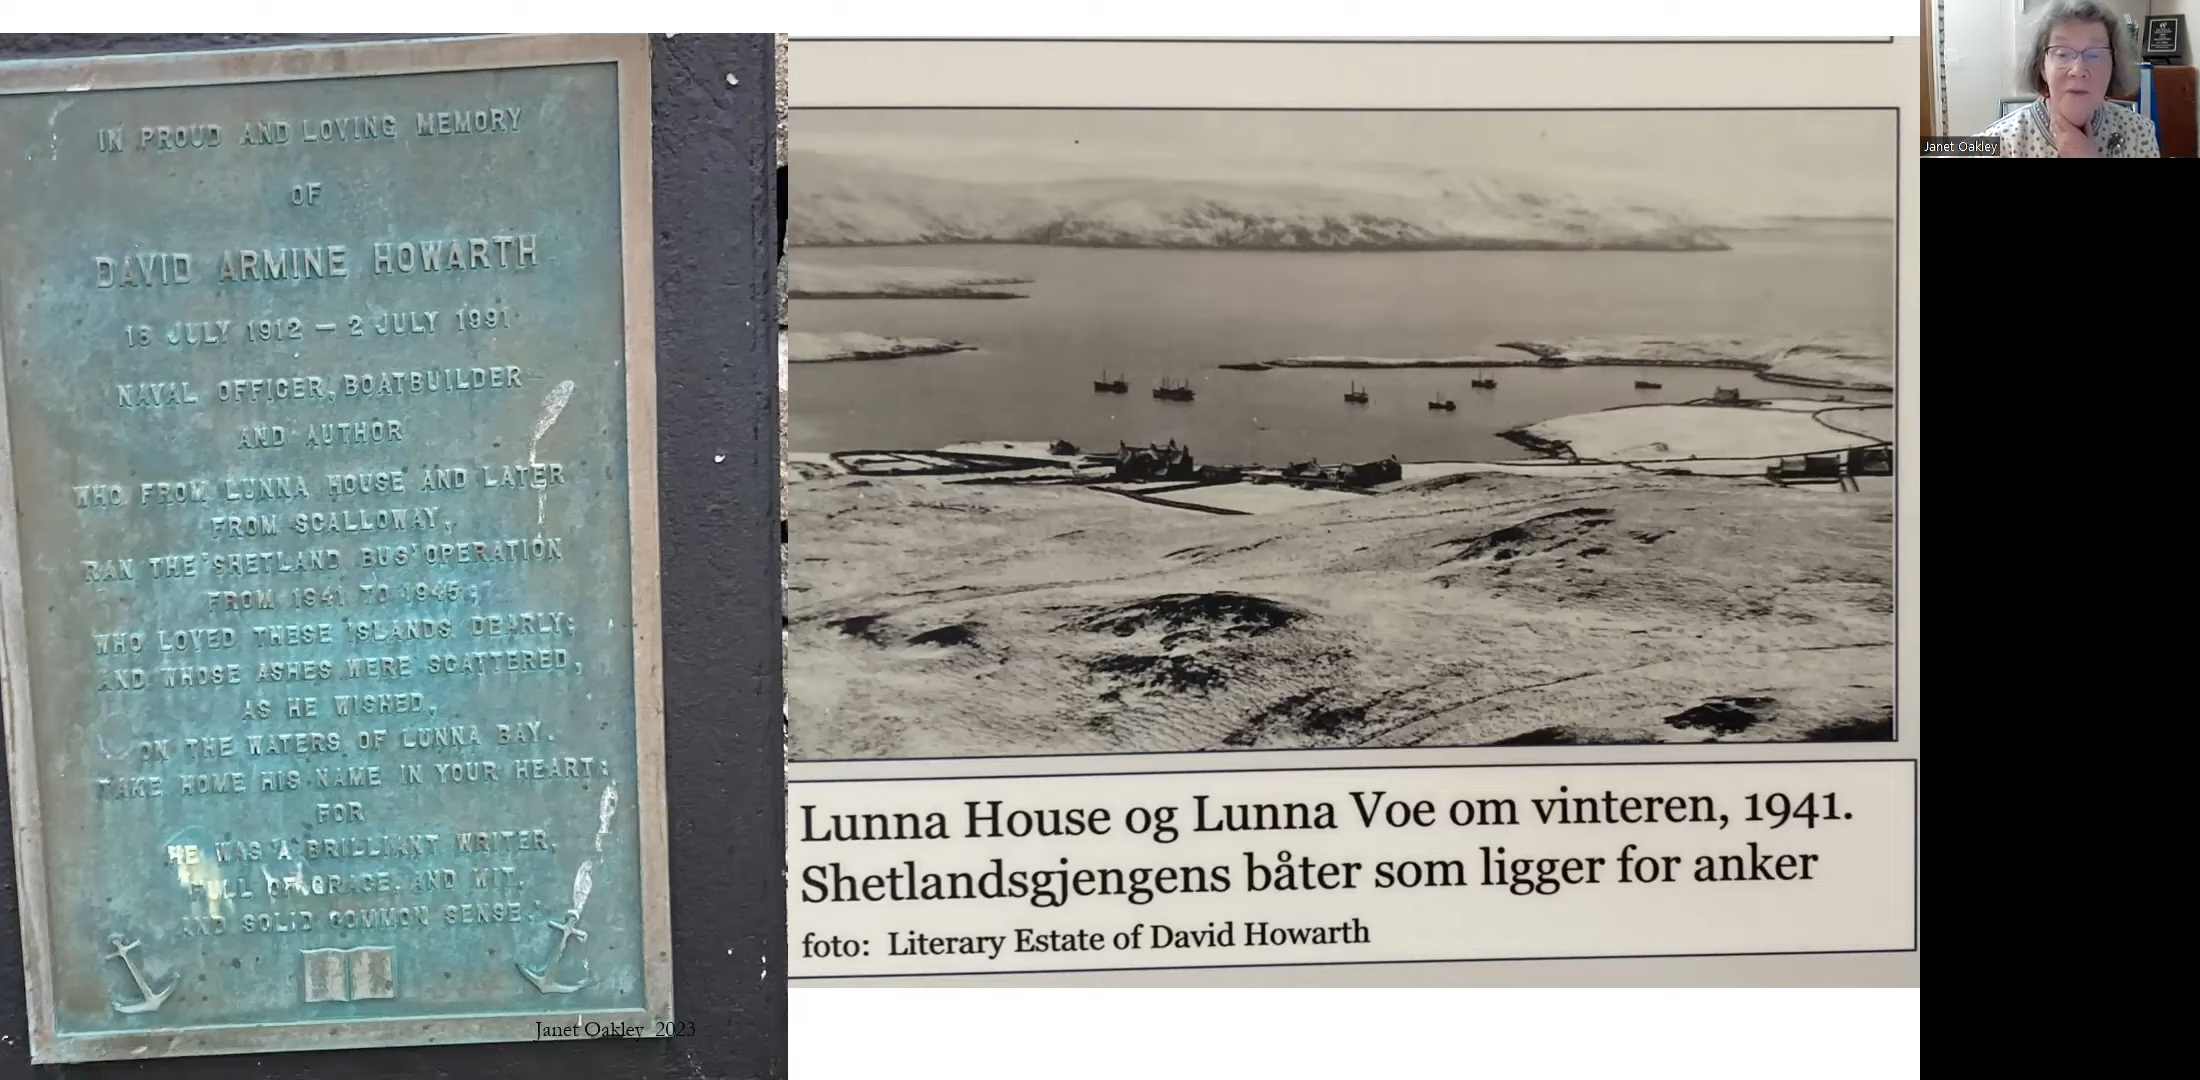 IN PROUD AND LOVING MEMORY
OF
DAVID ARMINE HOWARTH
18 JULY 1912 — 2 JULY 1991
NAVAL OFFICER, BOATBUILDER
AND AUTHOR
WHO FROM LUNNA HOUSE AND LATER
FROM SCALLOWAY,
RAN THE 'SHETLAND BUS' OPERATION
FROM 1941 TO 1945;
WHO LOVED THESE ISLANDS DEARLY;
AND WHOSE ASHES WERE SCATTERED,
AS HE WISHED,
ON THE WATERS OF LUNNA BAY.
TAKE HOME HIS NAME IN YOUR HEART;
FOR
HE WAS A BRILLIANT WRITER,
FULL OF GRACE, AND WIT,
AND SOLID COMMON SENSE.
Janet Oakley 2023
Lunna House og Lunna Voe om vinteren, 1941.
Shetlandsgjengens båter som ligger for anker
foto: Literary Estate of David Howarth
Janet Oakley